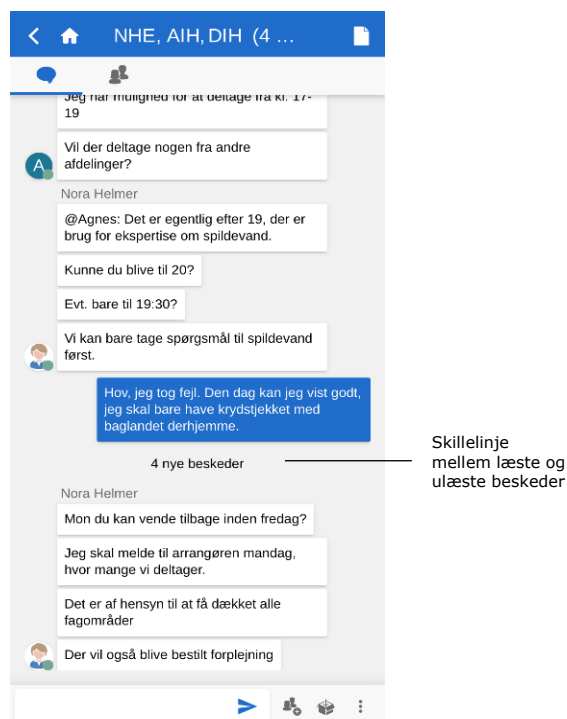 NHE, AIH, DIH (4 ...
Jeg har mulighed for at deltage fra kl. 17-
19
Vil der deltage nogen fra andre
afdelinger?
A
Nora Helmer
@Agnes: Det er egentlig efter 19, der er
brug for ekspertise om spildevand.
Kunne du blive til 20?
Evt. bare til 19:30?
Vi kan bare tage spørgsmål til spildevand
først.
Hov, jeg tog fejl. Den dag kan jeg vist godt,
jeg skal bare have krydstjekket med
baglandet derhjemme.
4 nye beskeder
Skillelinje
mellem læste og
ulæste beskeder
Nora Helmer
Mon du kan vende tilbage inden fredag?
Jeg skal melde til arrangøren mandag,
hvor mange vi deltager.
Det er af hensyn til at få dækket alle
fagområder
Der vil også blive bestilt forplejning